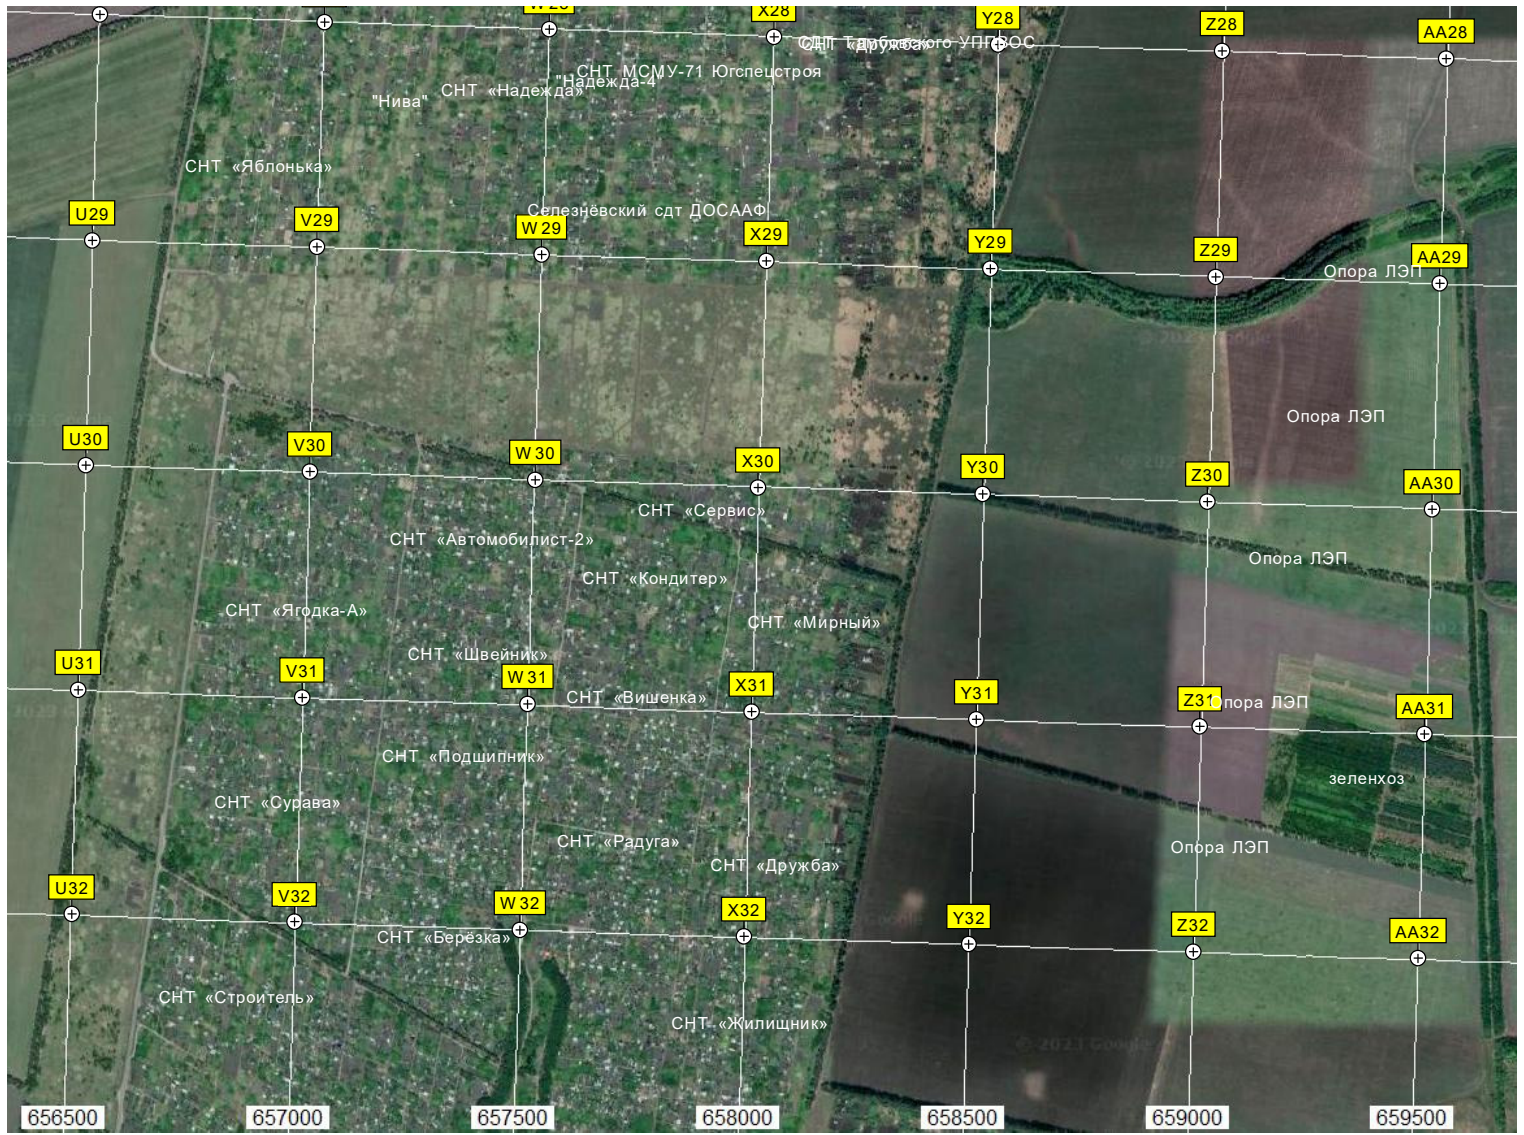 X28
Y28
Z28
AA28
СНТ МСМУ-71 Югспецстроя
"Надежда-4"
СНТ «Надежда»
"Нива"
СНТ «Яблонька»
Селезнёвский сдт ДОСААФ
U29
V29
W29
X29
Y29
Z29
AA29
Опора ЛЭП
© 2023 Google
Опора ЛЭП
U30
V30
W30
X30
Y30
Z30
AA30
СНТ «Сервис»
СНТ «Автомобилист-2»
Опора ЛЭП
СНТ «Кондитер»
СНТ «Ягодка-А»
СНТ «Мирный»
СНТ «Швейник»
U31
V31
W31
X31
Y31
Z31
AA31
СНТ «Вишенка»
Опора ЛЭП
СНТ «Подшипник»
зеленхоз
СНТ «Сурава»
СНТ «Радуга»
Опора ЛЭП
СНТ «Дружба»
U32
V32
W32
X32
Y32
Z32
AA32
СНТ «Берёзка»
СНТ «Строитель»
СНТ «Жилищник»
© 2023 Google
656500
657000
657500
658000
658500
659000
659500